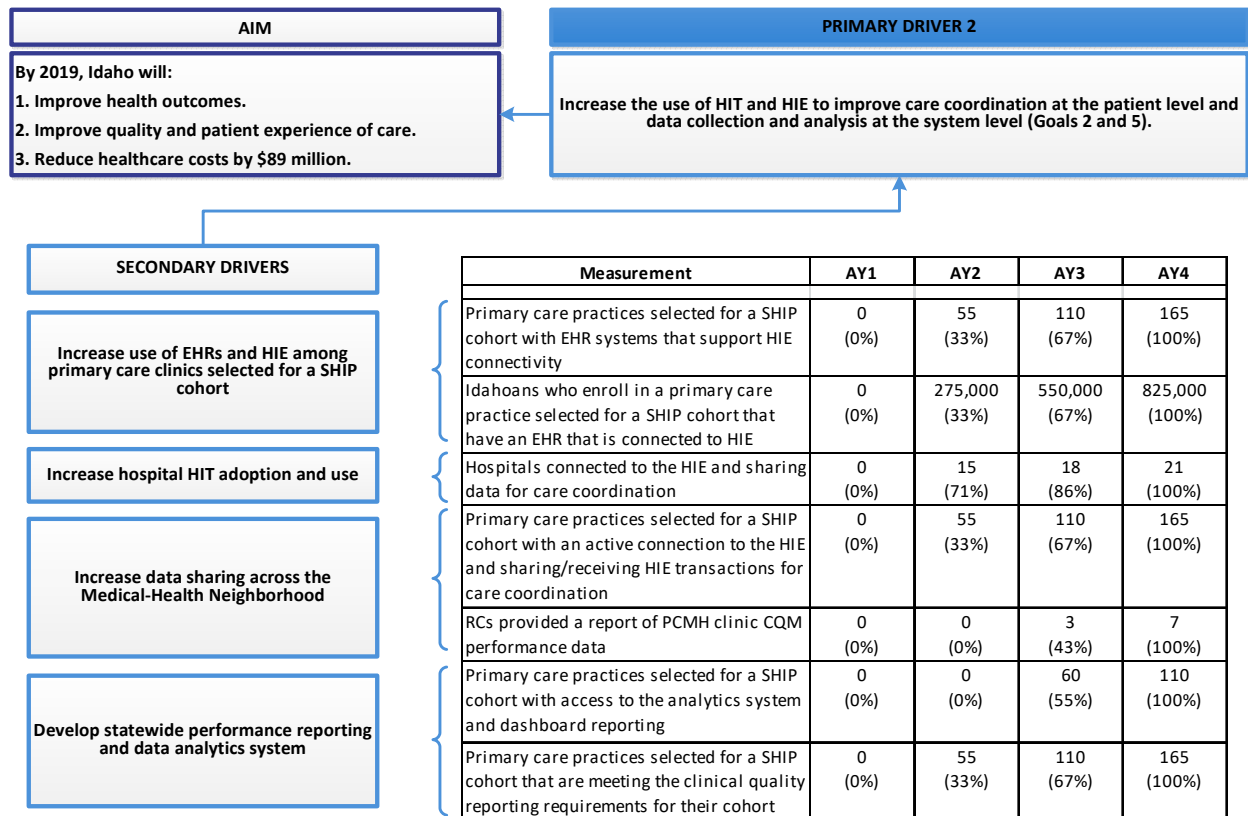 AIM
PRIMARY DRIVER 2
By 2019, Idaho will:
1. Improve health outcomes.
2. Improve quality and patient experience of care.
3. Reduce healthcare costs by $89 million.
Increase the use of HIT and HIE to improve care coordination at the patient level and
data collection and analysis at the system level (Goals 2 and 5).
SECONDARY DRIVERS
Measurement AY1 AY2 AY3 AY4
Increase use of EHRs and HIE among
primary care clinics selected for a SHIP
cohort
Primary care practices selected for a SHIP 0 55 110 165
cohort with EHR systems that support HIE (0%) (33%) (67%) (100%)
connectivity
Idahoans who enroll in a primary care 0 275,000 550,000 825,000
practice selected for a SHIP cohort that (0%) (33%) (67%) (100%)
have an EHR that is connected to HIE
Increase hospital HIT adoption and use
Hospitals connected to the HIE and sharing 0 15 18 21
data for care coordination (0%) (71%) (86%) (100%)
Increase data sharing across the
Medical-Health Neighborhood
Primary care practices selected for a SHIP 0 55 110 165
cohort with an active connection to the HIE (0%) (33%) (67%) (100%)
and sharing/receiving HIE transactions for
care coordination
RCs provided a report of PCMH clinic CQM 0 0 3 7
performance data (0%) (0%) (43%) (100%)
Develop statewide performance reporting
and data analytics system
Primary care practices selected for a SHIP 0 0 60 110
cohort with access to the analytics system (0%) (0%) (55%) (100%)
and dashboard reporting
Primary care practices selected for a SHIP 0 55 110 165
cohort that are meeting the clinical quality (0%) (33%) (67%) (100%)
reporting requirements for their cohort